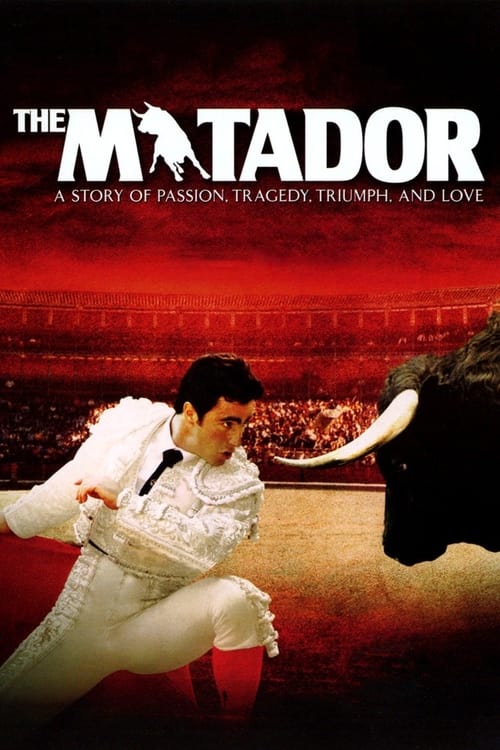 THE MATADOR
A STORY OF PASSION, TRAGEDY, TRIUMPH, AND LOVE